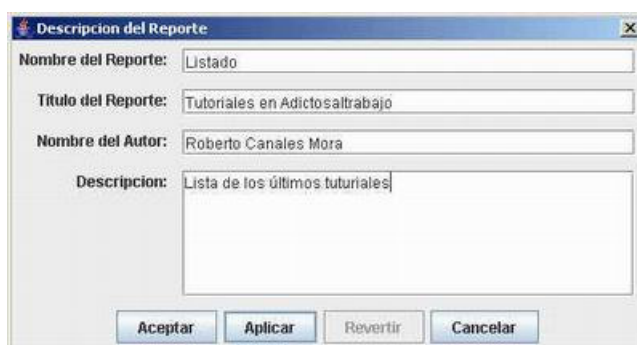 Descripcion del Reporte
Nombre del Reporte: Listado
Titulo del Reporte: Tutoriales en Adictosaltrabajo
Nombre del Autor: Roberto Canales Mora
Descripcion: Lista de los últimos tuturiales
Aceptar Aplicar Revertir Cancelar